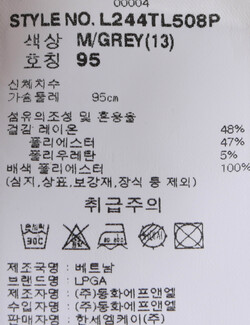 00004
STYLE NO. L244TL508P
색상 M/GREY(13)
호칭 95
신체치수
가슴둘레 95cm
섬유의조성 및 혼용율
겉감 레이온 48%
폴리에스터 47%
폴리우레탄 5%
배색 폴리에스터 100%
(심지,상표,보강재,장식 등 제외)
취급주의
제조국명 : 베트남
브랜드명 : LPGA
제조자명 : (주)동화에프앤엘
수입자명 : (주)동화에프앤엘
판매자명 : 한세엠케이(주)